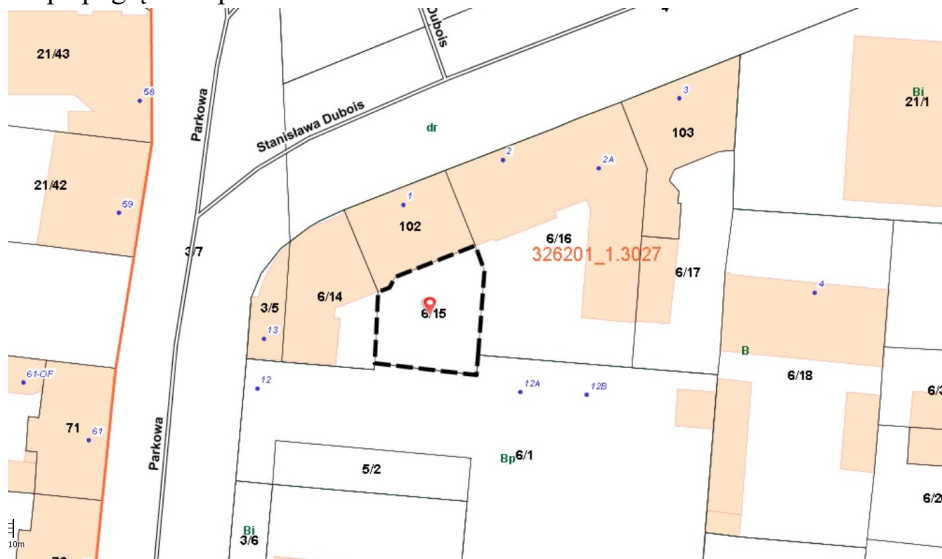 21/43
58
Parkowa
Dubois
Stanisława Dubois
dr
3
103
Bi
21/1
2
2A
21/42
59
1
102
3/7
6/16
326201_1.3027
6/17
6/14
3/5
6/15
4
13
B
6/18
61-OF
12
12A
12B
71
61
Parkowa
Bp
6/1
5/2
Bi
3/6
10m